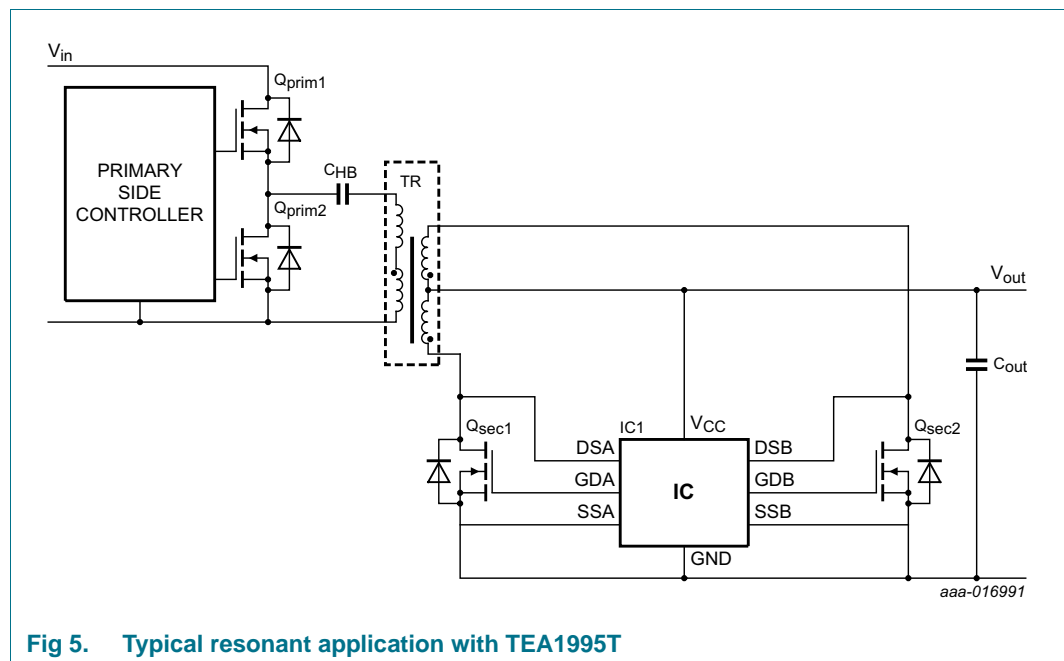 Vin
Qprim1
PRIMARY
SIDE
CONTROLLER
CHB
TR
Qprim2
Vout
Cout
Qsec1
IC1
VCC
Qsec2
DSA
DSB
GDA
IC
GDB
SSA
SSB
GND
aaa-016991
Fig 5. Typical resonant application with TEA1995T